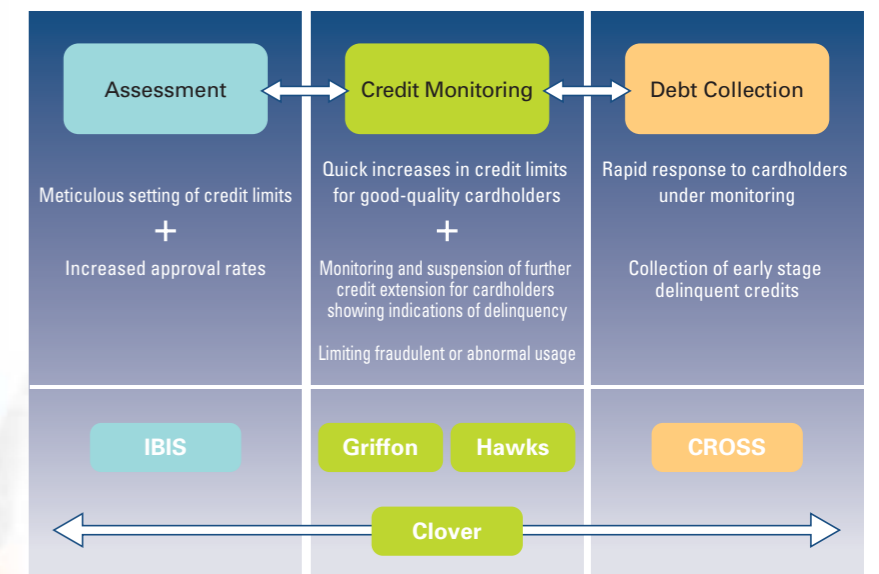 Assessment
Credit Monitoring
Debt Collection
Meticulous setting of credit limits
+
Increased approval rates
Quick increases in credit limits
for good-quality cardholders
+
Monitoring and suspension of further
credit extension for cardholders
showing indications of delinquency
Limiting fraudulent or abnormal usage
Rapid response to cardholders
under monitoring
Collection of early stage
delinquent credits
IBIS
Griffon
Hawks
CROSS
Clover